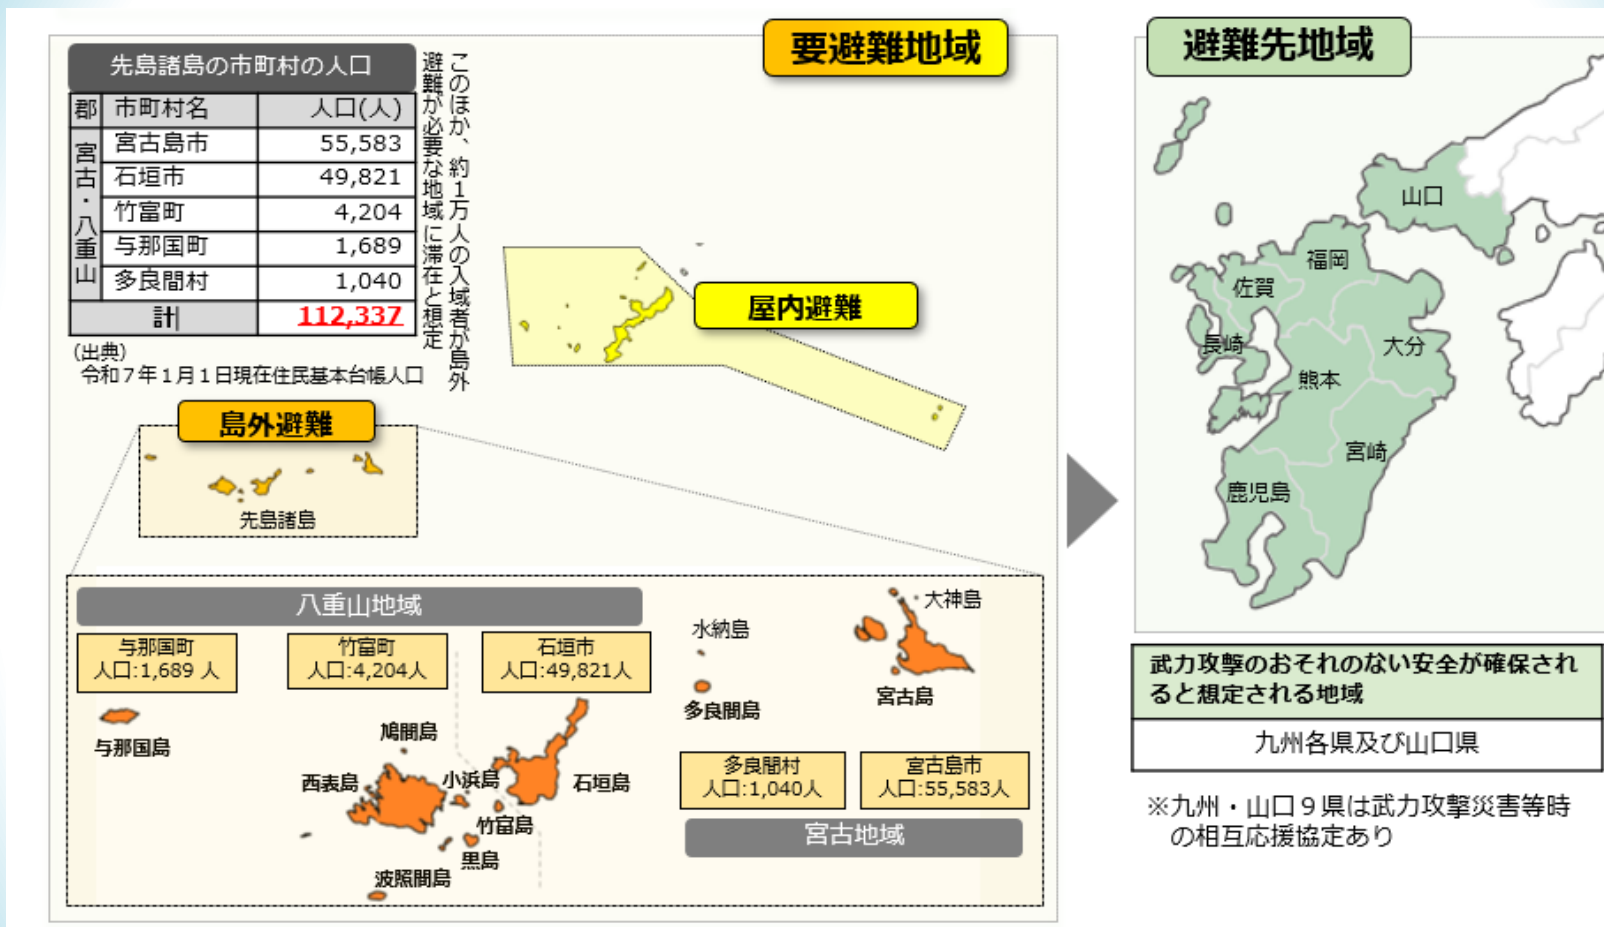 要避難地域
先島諸島の市町村の人口
郡 市町村名 人口(人)
宮古・八重山
宮古島市 55,583
石垣市 49,821
竹富町 4,204
与那国町 1,689
多良間村 1,040
計 112,337
(出典)
令和7年1月1日現在住民基本台帳人口
このほか、約1万人の入域者が島外
避難が必要な地域に滞在と想定
屋内避難
島外避難
先島諸島
八重山地域
与那国町
人口:1,689 人
竹富町
人口:4,204人
石垣市
人口:49,821人
与那国島
鳩間島
西表島
小浜島
石垣島
竹富島
黒島
波照間島
水納島
多良間島
大神島
宮古島
多良間村
人口:1,040人
宮古島市
人口:55,583人
宮古地域
避難先地域
山口
福岡
佐賀
長崎
大分
熊本
宮崎
鹿児島
武力攻撃のおそれのない安全が確保され
ると想定される地域
九州各県及び山口県
※九州・山口9県は武力攻撃災害等時
の相互応援協定あり